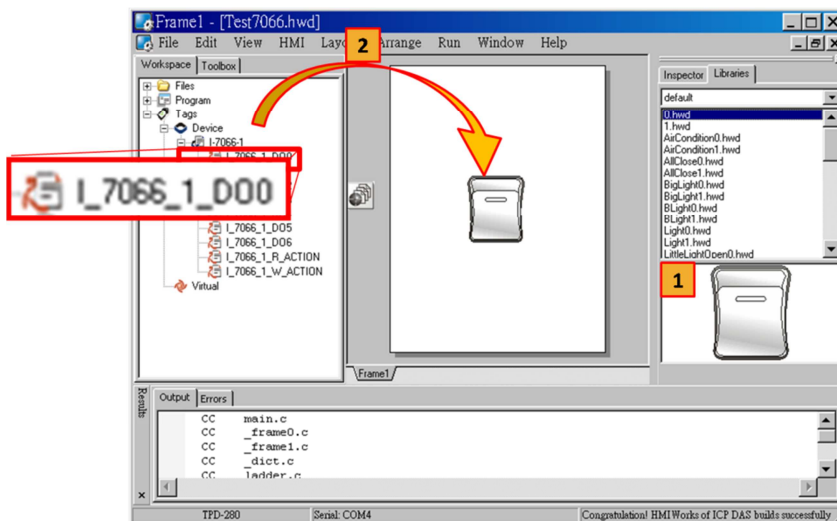 Frame1 - [Test7066.hwd]
File Edit View HMI Arrange Run Window Help
2
Workspace Toolbox
Inspector Libraries
Files
Program
Tags
Device
I-7066-1
I_7066_1_DO0
I_7066_1_DO5
I_7066_1_DO6
I_7066_1_R_ACTION
I_7066_1_W_ACTION
Virtual
default
0.hwd
1.hwd
AirCondition0.hwd
AirCondition1.hwd
AllClose0.hwd
AllClose1.hwd
BigLight0.hwd
BigLight1.hwd
BLight0.hwd
BLight1.hwd
Light0.hwd
Light1.hwd
LittleLightOpen0.hwd
1
Frame1
Results
Output Errors
CC main.c
CC _frame0.c
CC _frame1.c
CC _dict.c
CC ladder.c
TPD-280 Serial: COM4 Congratulation! HMIWorks of ICP DAS builds successfully